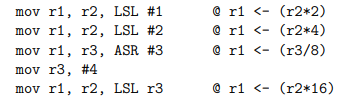 mov r1, r2, LSL #1 @ r1 <- (r2*2)
mov r1, r2, LSL #2 @ r1 <- (r2*4)
mov r1, r3, ASR #3 @ r1 <- (r3/8)
mov r3, #4
mov r1, r2, LSL r3 @ r1 <- (r2*16)